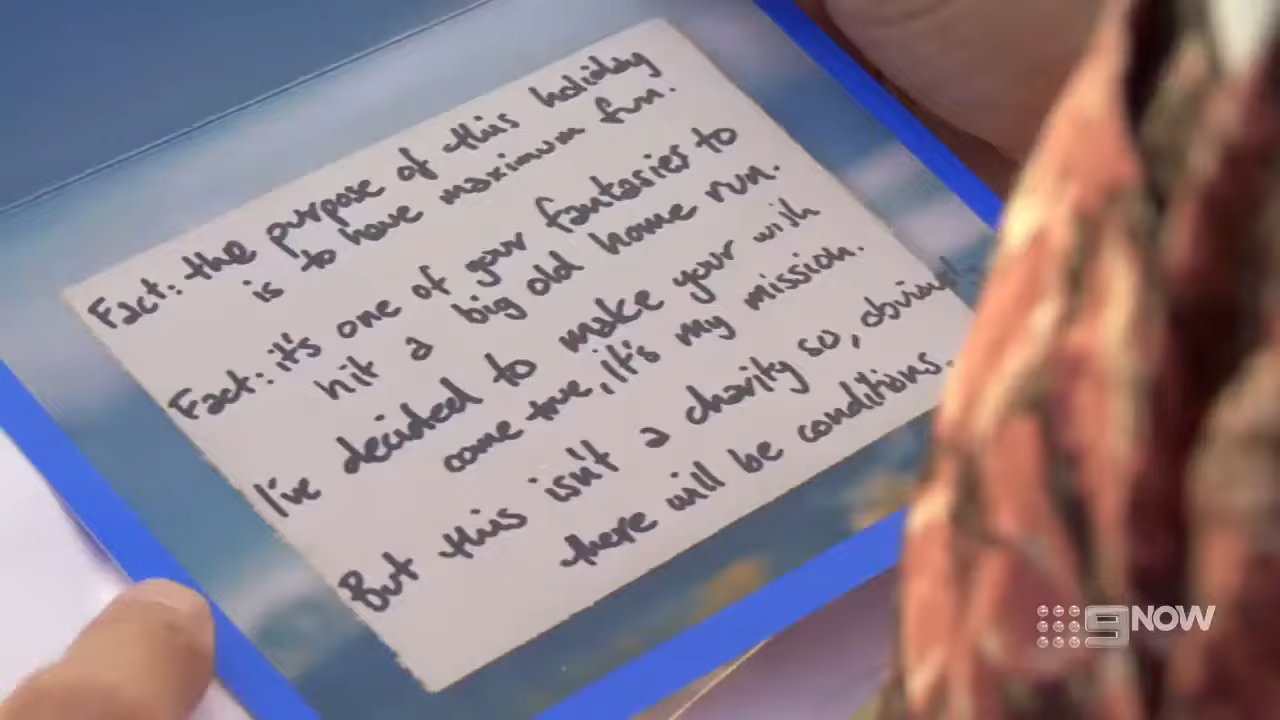 Fact: the purpose of this holiday
is to have maximum fun.
Fact: it's one of your fantasies to
hit a big old home run.
I've decided to make your wish
come true, it's my mission.
But this isn't a charity so,
there will be conditions.
9NOW